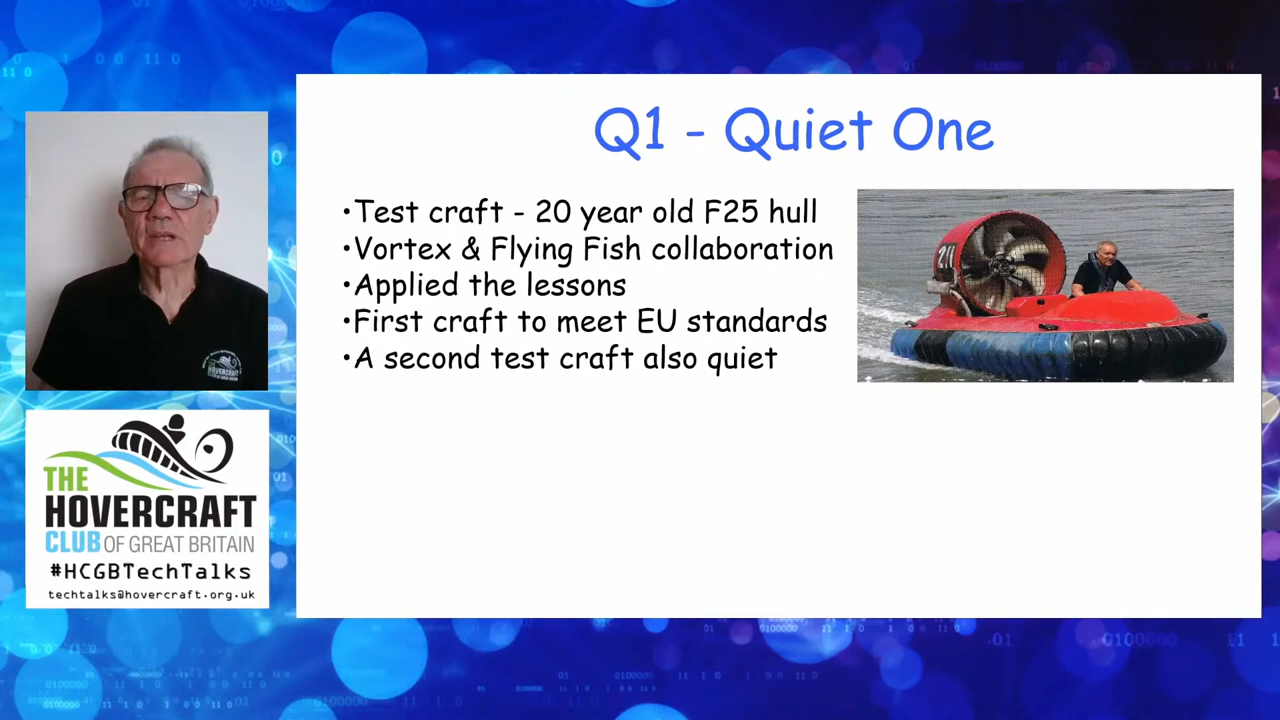 Q1 - Quiet One
•Test craft - 20 year old F25 hull
•Vortex & Flying Fish collaboration
•Applied the lessons
•First craft to meet EU standards
•A second test craft also quiet
THE
HOVERCRAFT
CLUB OF GREAT BRITAIN
#HCGBTechTalks
techtalks@hovercraft.org.uk